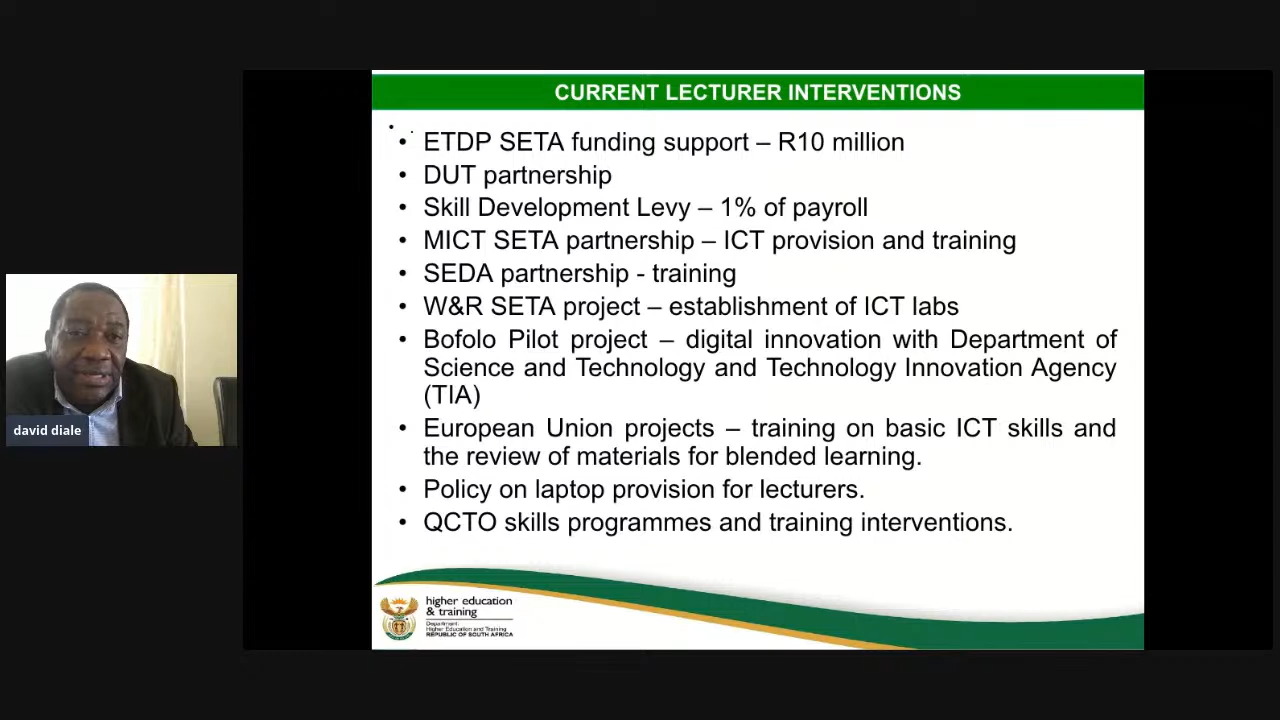 CURRENT LECTURER INTERVENTIONS
• ETDP SETA funding support – R10 million
• DUT partnership
• Skill Development Levy – 1% of payroll
• MICT SETA partnership – ICT provision and training
• SEDA partnership - training
• W&R SETA project – establishment of ICT labs
• Bofolo Pilot project – digital innovation with Department of
Science and Technology and Technology Innovation Agency
(TIA)
• European Union projects – training on basic ICT skills and
the review of materials for blended learning.
• Policy on laptop provision for lecturers.
• QCTO skills programmes and training interventions.
david diale
higher education
& training
Department:
Higher Education and Training
REPUBLIC OF SOUTH AFRICA